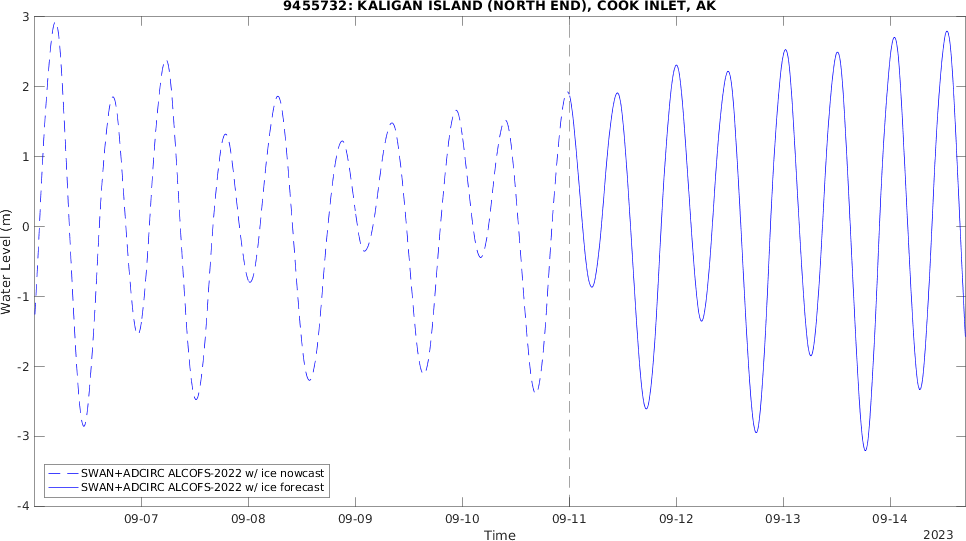 9455732: KALIGAN ISLAND (NORTH END), COOK INLET, AK
Water Level (m)
3
2
1
0
-1
-2
-3
-4
SWAN+ADCIRC ALCOFS-2022 w/ ice nowcast
SWAN+ADCIRC ALCOFS-2022 w/ ice forecast
09-07 09-08 09-09 09-10 09-11 09-12 09-13 09-14
Time
2023